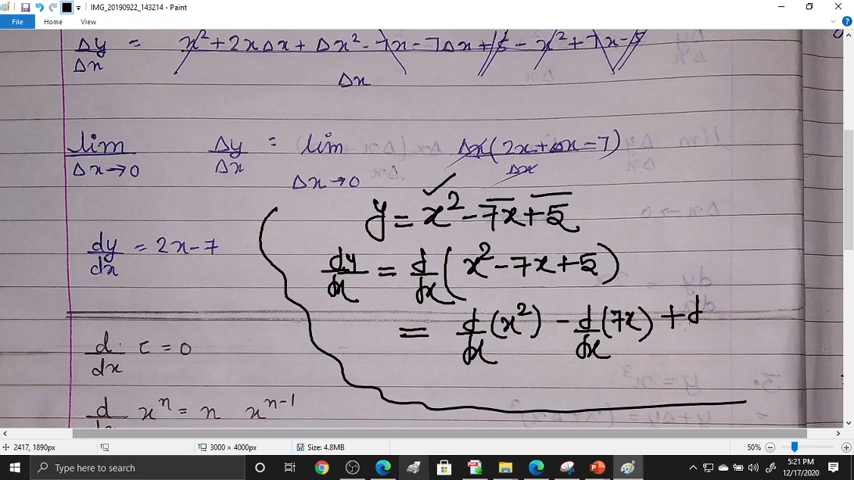 IMG_20190922_143214 - Paint
File Home View
Δy/Δx = x² + 2xΔx + Δx² - 7x - 7Δx + 5 - x² + 7x - 5 / Δx
lim Δx→0 Δy/Δx = lim Δx→0 Δx(2x+Δx-7) / Δx
y = x² - 7x + 5
dy/dx = 2x - 7
dy/dx = d/dx (x² - 7x + 5)
= d/dx (x²) - d/dx (7x) + d
d/dx c = 0
d/dx xⁿ = n xⁿ⁻¹
2417, 1890px 3000 × 4000px Size: 4.8MB 50%
Type here to search
5:21 PM
12/17/2020